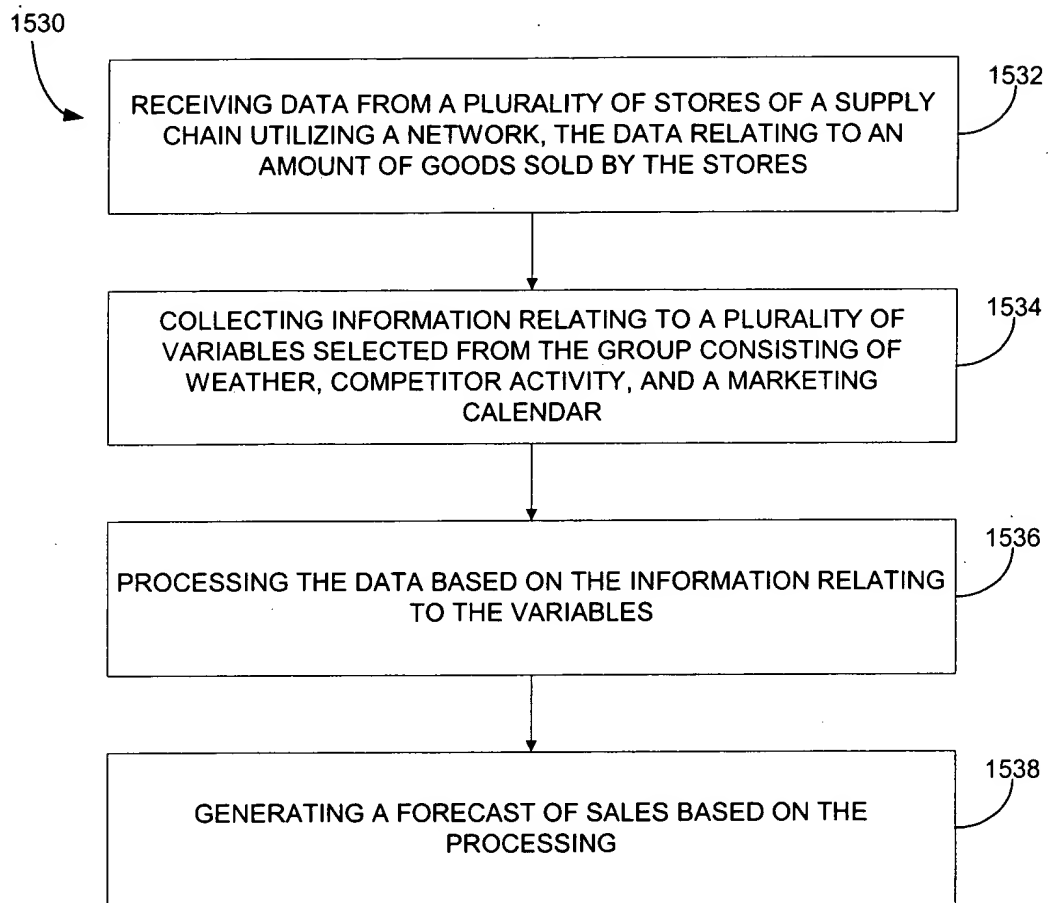 1530
1532
RECEIVING DATA FROM A PLURALITY OF STORES OF A SUPPLY
CHAIN UTILIZING A NETWORK, THE DATA RELATING TO AN
AMOUNT OF GOODS SOLD BY THE STORES
1534
COLLECTING INFORMATION RELATING TO A PLURALITY OF
VARIABLES SELECTED FROM THE GROUP CONSISTING OF
WEATHER, COMPETITOR ACTIVITY, AND A MARKETING
CALENDAR
1536
PROCESSING THE DATA BASED ON THE INFORMATION RELATING
TO THE VARIABLES
1538
GENERATING A FORECAST OF SALES BASED ON THE
PROCESSING